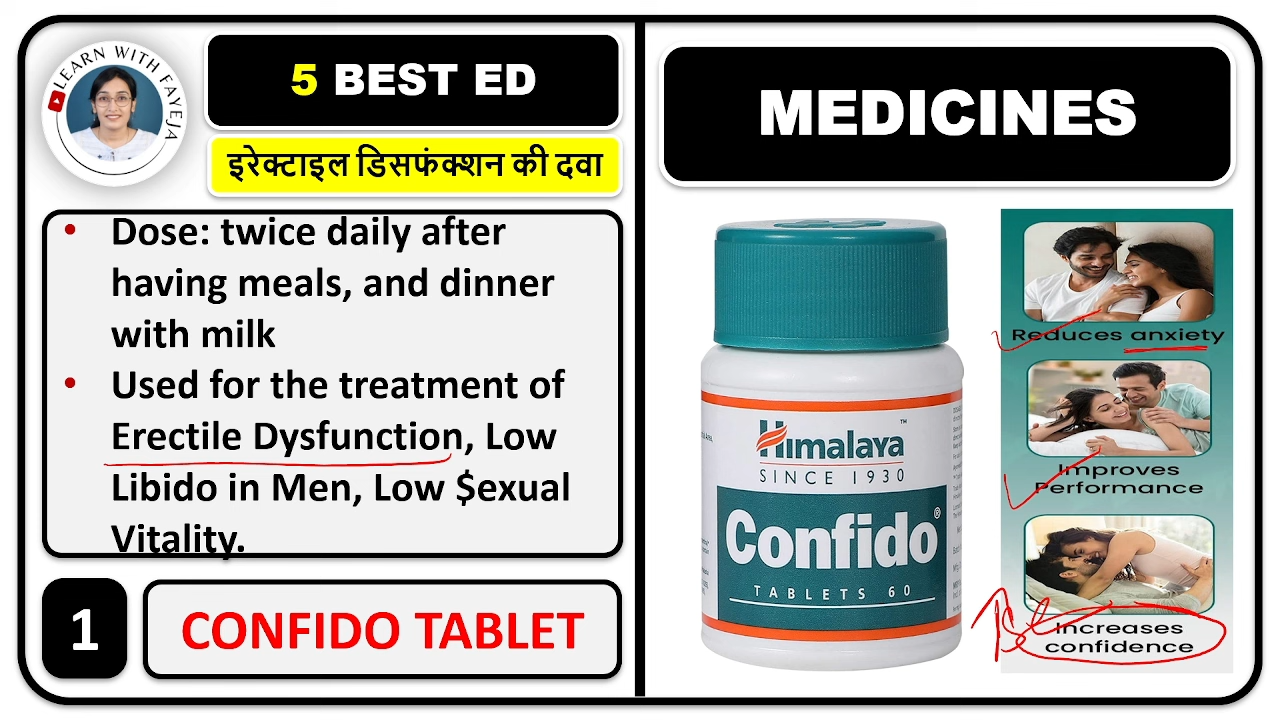 LEARN WITH FAYEJA
5 BEST ED
इरेक्टाइल डिसफंक्शन की दवा
• Dose: twice daily after
having meals, and dinner
with milk
• Used for the treatment of
Erectile Dysfunction, Low
Libido in Men, Low $exual
Vitality.
1
CONFIDO TABLET
MEDICINES
Himalaya™
SINCE 1930
Confido®
TABLETS 60
Reduces anxiety
Improves
Performance
Increases
confidence